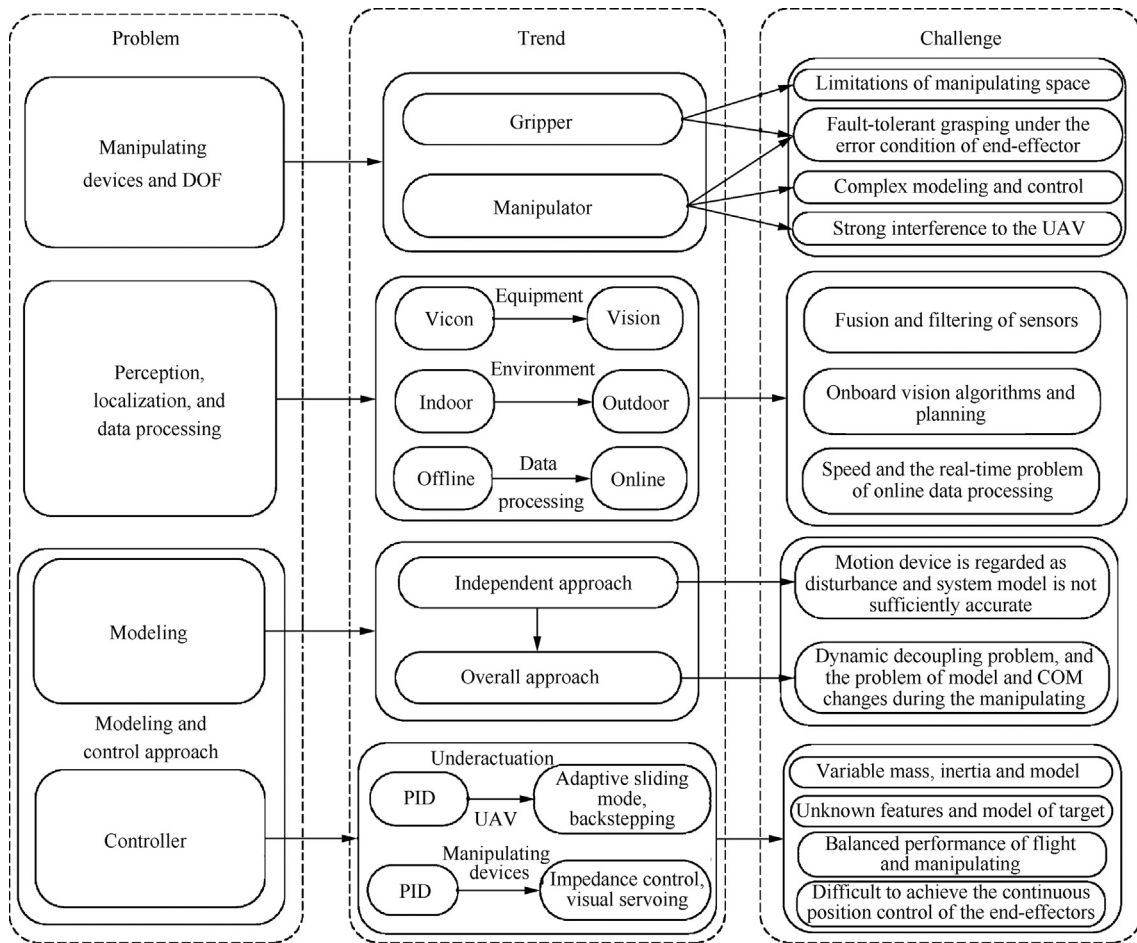 Problem
Trend
Challenge
Manipulating
devices and DOF
Gripper
Manipulator
Limitations of manipulating space
Fault-tolerant grasping under the
error condition of end-effector
Complex modeling and control
Strong interference to the UAV
Perception,
localization, and
data processing
Equipment
Vicon
Vision
Environment
Indoor
Outdoor
Data
Offline
Online
processing
Fusion and filtering of sensors
Onboard vision algorithms and
planning
Speed and the real-time problem
of online data processing
Modeling
Modeling and
control approach
Controller
Independent approach
Overall approach
Motion device is regarded as
disturbance and system model is not
sufficiently accurate
Dynamic decoupling problem, and
the problem of model and COM
changes during the manipulating
Underactuation
PID
UAV
Adaptive sliding
mode,
backstepping
Manipulating
devices
PID
Impedance control,
visual servoing
Variable mass, inertia and model
Unknown features and model of target
Balanced performance of flight
and manipulating
Difficult to achieve the continuous
position control of the end-effectors